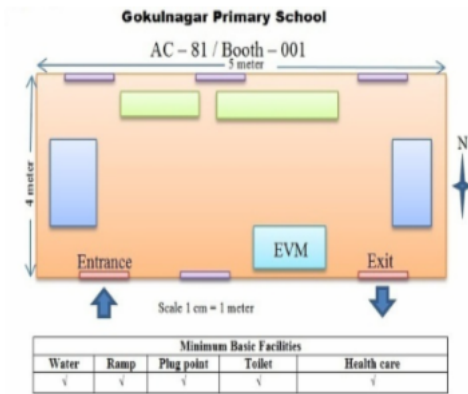 Gokulnagar Primary School
AC – 81 / Booth – 001
5 meter
4 meter
N
EVM
Entrance
Exit
Scale 1 cm = 1 meter
Minimum Basic Facilities
Water Ramp Plug point Toilet Health care
√ √ √ √ √